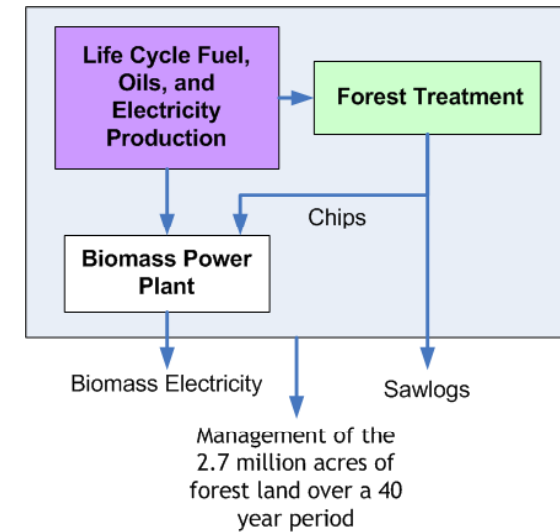 Life Cycle Fuel,
Oils, and
Electricity
Production
Forest Treatment
Chips
Biomass Power
Plant
Biomass Electricity
Sawlogs
Management of the
2.7 million acres of
forest land over a 40
year period